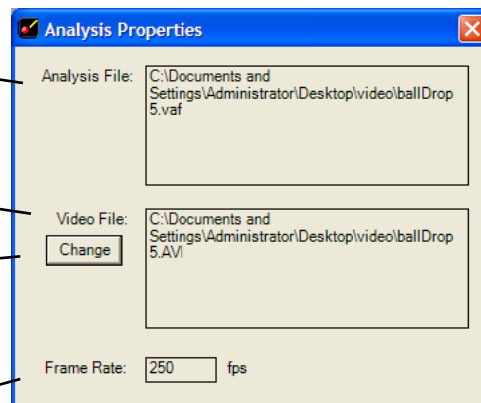 Analysis Properties
Analysis File:
C:\Documents and
Settings\Administrator\Desktop\video\ballDrop
5.vaf
Video File:
Change
C:\Documents and
Settings\Administrator\Desktop\video\ballDrop
5.AVI
Frame Rate:
250
fps